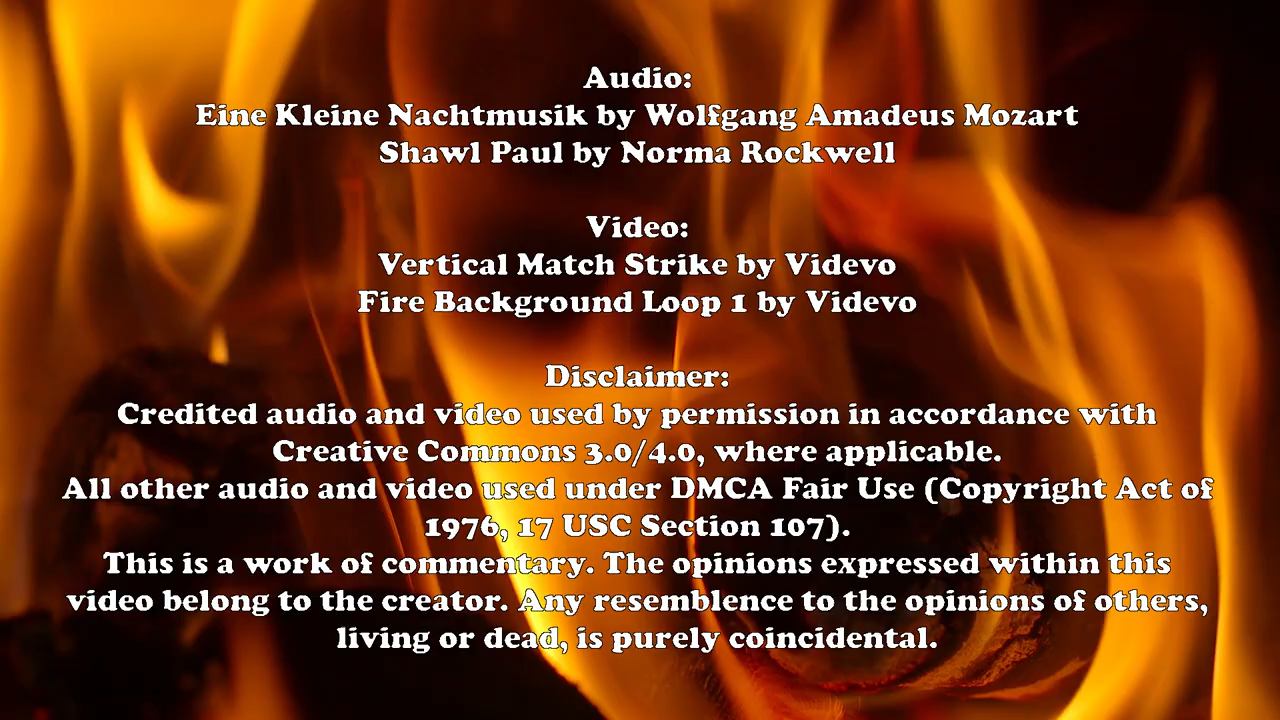 Audio:
Eine Kleine Nachtmusik by Wolfgang Amadeus Mozart
Shawl Paul by Norma Rockwell
Video:
Vertical Match Strike by Videvo
Fire Background Loop 1 by Videvo
Disclaimer:
Credited audio and video used by permission in accordance with
Creative Commons 3.0/4.0, where applicable.
All other audio and video used under DMCA Fair Use (Copyright Act of
1976, 17 USC Section 107).
This is a work of commentary. The opinions expressed within this
video belong to the creator. Any resemblence to the opinions of others,
living or dead, is purely coincidental.